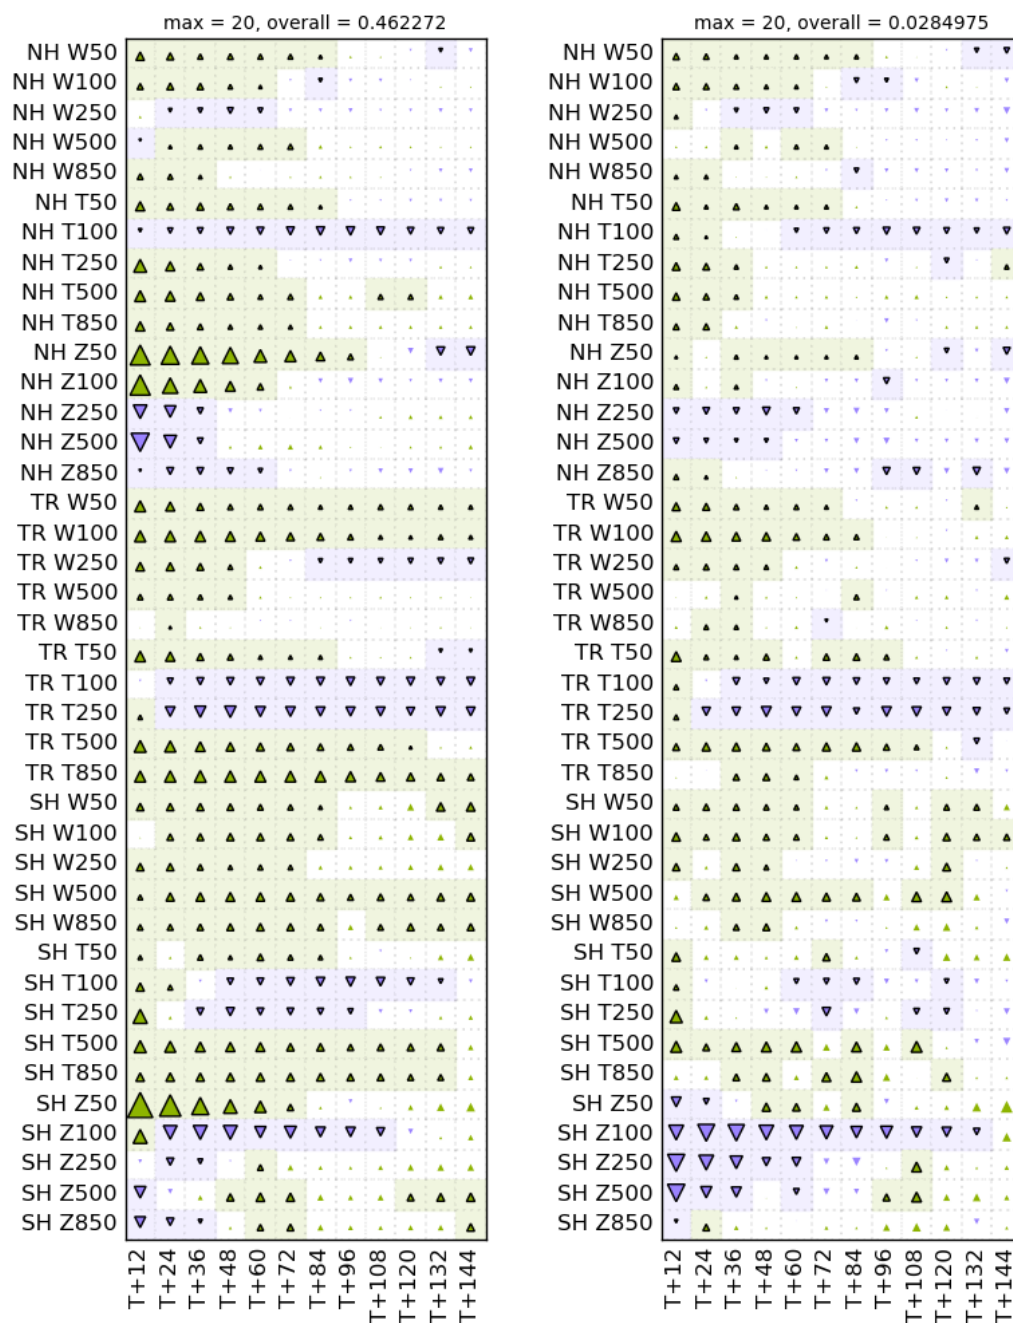 max = 20, overall = 0.462272
NH W50
NH W100
NH W250
NH W500
NH W850
NH T50
NH T100
NH T250
NH T500
NH T850
NH Z50
NH Z100
NH Z250
NH Z500
NH Z850
TR W50
TR W100
TR W250
TR W500
TR W850
TR T50
TR T100
TR T250
TR T500
TR T850
SH W50
SH W100
SH W250
SH W500
SH W850
SH T50
SH T100
SH T250
SH T500
SH T850
SH Z50
SH Z100
SH Z250
SH Z500
SH Z850
T+12
T+24
T+36
T+48
T+60
T+72
T+84
T+96
T+108
T+120
T+132
T+144
max = 20, overall = 0.0284975
NH W50
NH W100
NH W250
NH W500
NH W850
NH T50
NH T100
NH T250
NH T500
NH T850
NH Z50
NH Z100
NH Z250
NH Z500
NH Z850
TR W50
TR W100
TR W250
TR W500
TR W850
TR T50
TR T100
TR T250
TR T500
TR T850
SH W50
SH W100
SH W250
SH W500
SH W850
SH T50
SH T100
SH T250
SH T500
SH T850
SH Z50
SH Z100
SH Z250
SH Z500
SH Z850
T+12
T+24
T+36
T+48
T+60
T+72
T+84
T+96
T+108
T+120
T+132
T+144